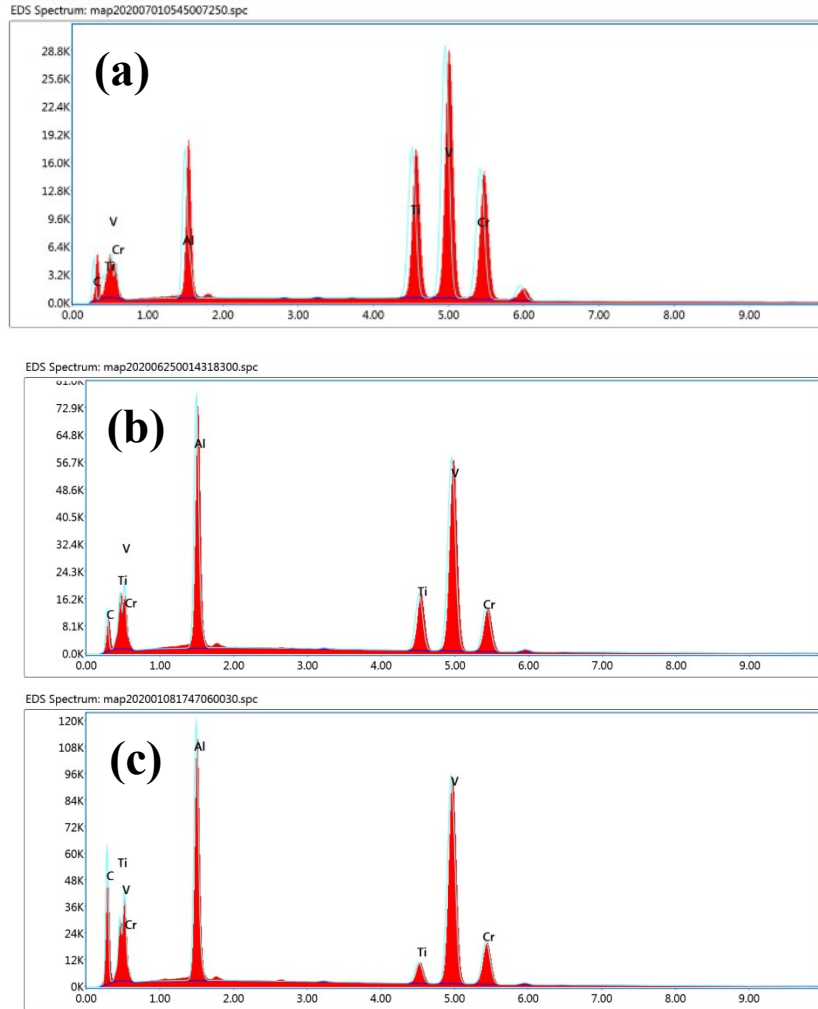 EDS Spectrum: map202007010545007250.spc
(a)
28.8K
25.6K
22.4K
19.2K
16.0K
12.8K
9.6K
6.4K
3.2K
0.0K
V
Cr
Ti
C
Al
Ti
V
Cr
0.00 1.00 2.00 3.00 4.00 5.00 6.00 7.00 8.00 9.00
EDS Spectrum: map202006250014318300.spc
(b)
81.0K
72.9K
64.8K
56.7K
48.6K
40.5K
32.4K
24.3K
16.2K
8.1K
0.0K
V
Ti
Cr
C
Al
Ti
V
Cr
0.00 1.00 2.00 3.00 4.00 5.00 6.00 7.00 8.00 9.00
EDS Spectrum: map202001081747060030.spc
(c)
120K
108K
96K
84K
72K
60K
48K
36K
24K
12K
0K
Ti
C
V
Cr
Al
Ti
V
Cr
0.00 1.00 2.00 3.00 4.00 5.00 6.00 7.00 8.00 9.00